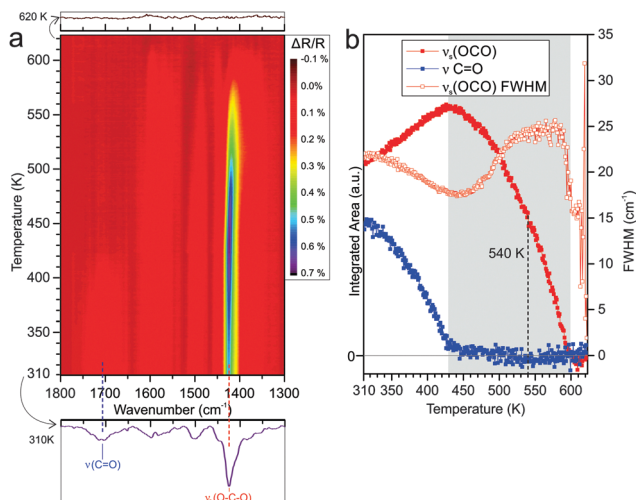 620 K
a
ΔR/R
-0.1 %
0.0%
0.1 %
0.2 %
0.3 %
0.4 %
0.5 %
0.6 %
0.7 %
Temperature (K)
600
550
500
450
400
350
310
1800
1700
1600
1500
1400
1300
Wavenumber (cm⁻¹)
310K
ν(C=O)
νₛ(O-C-O)
b
νₛ(OCO)
ν C=O
νₛ(OCO) FWHM
Integrated Area (a.u.)
0
540 K
35
30
25
20
15
10
5
0
FWHM (cm⁻¹)
310
350
400
450
500
550
600
Temperature (K)